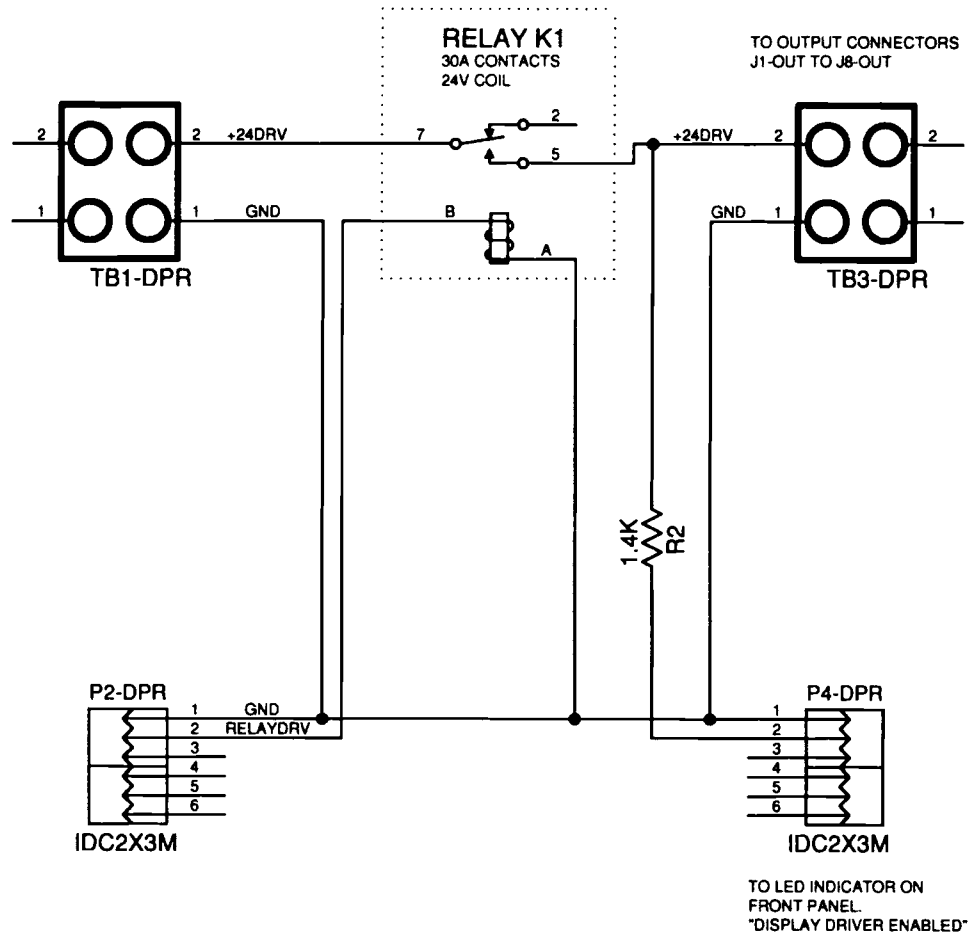 RELAY K1
30A CONTACTS
24V COIL
TO OUTPUT CONNECTORS
J1-OUT TO J8-OUT
2
2
+24DRV
7
2
5
+24DRV
2
2
1
1
GND
B
A
GND
1
1
TB1-DPR
TB3-DPR
1.4K
R2
P2-DPR
P4-DPR
1
GND
2
RELAYDRV
3
4
5
6
1
2
3
4
5
6
IDC2X3M
IDC2X3M
TO LED INDICATOR ON
FRONT PANEL.
"DISPLAY DRIVER ENABLED"